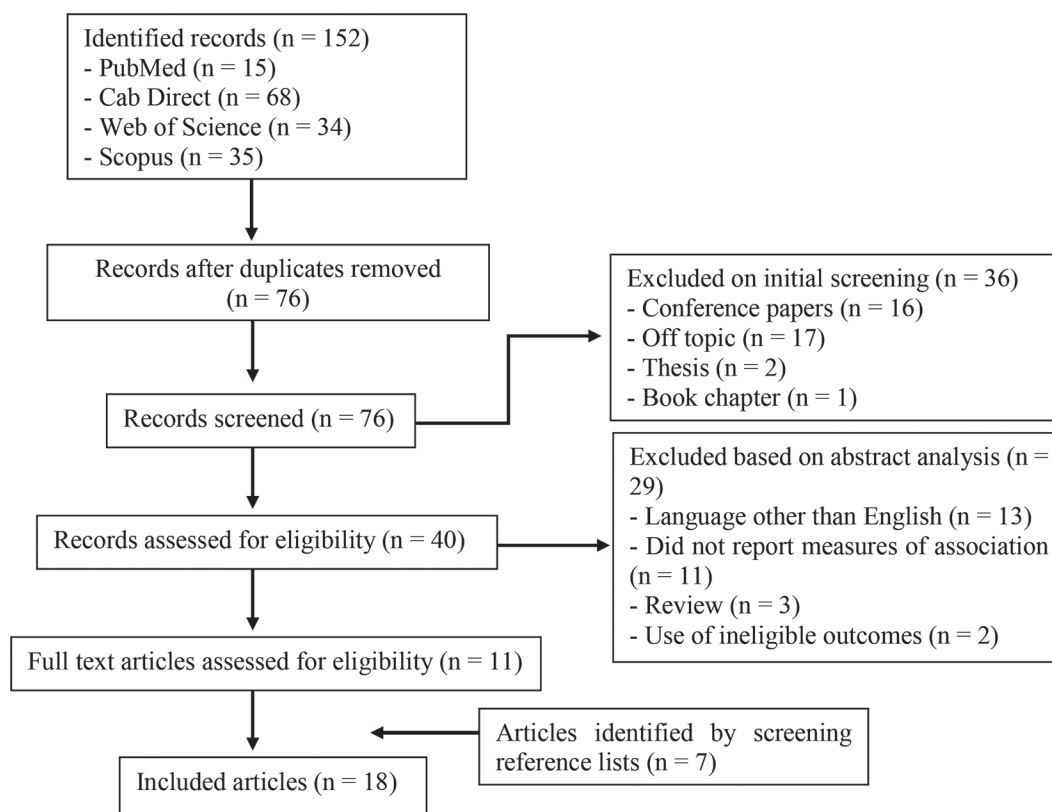 Identified records (n = 152)
- PubMed (n = 15)
- Cab Direct (n = 68)
- Web of Science (n = 34)
- Scopus (n = 35)
Records after duplicates removed
(n = 76)
Excluded on initial screening (n = 36)
- Conference papers (n = 16)
- Off topic (n = 17)
- Thesis (n = 2)
- Book chapter (n = 1)
Records screened (n = 76)
Excluded based on abstract analysis (n =
29)
- Language other than English (n = 13)
- Did not report measures of association
(n = 11)
- Review (n = 3)
- Use of ineligible outcomes (n = 2)
Records assessed for eligibility (n = 40)
Full text articles assessed for eligibility (n = 11)
Articles identified by screening
reference lists (n = 7)
Included articles (n = 18)